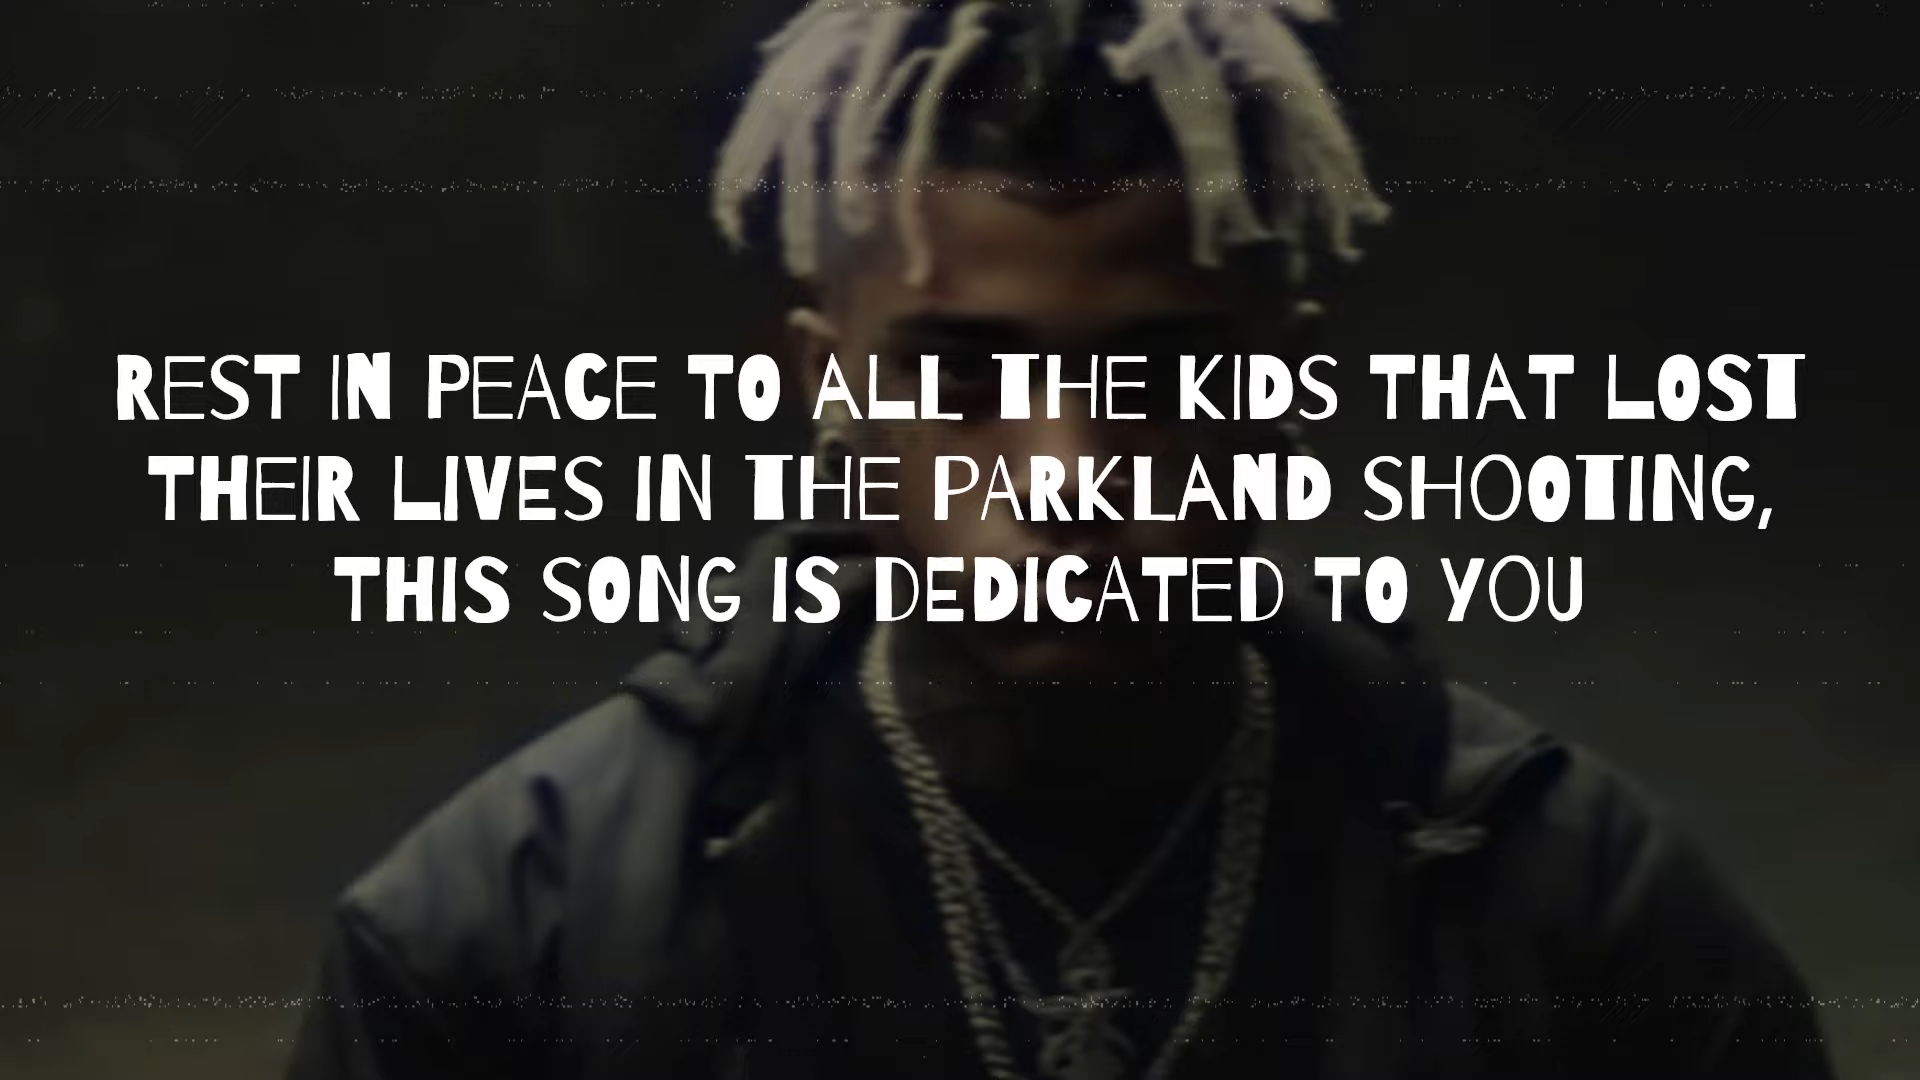 REST IN PEACE TO ALL THE KIDS THAT LOST
THEIR LIVES IN THE PARKLAND SHOOTING,
THIS SONG IS DEDICATED TO YOU